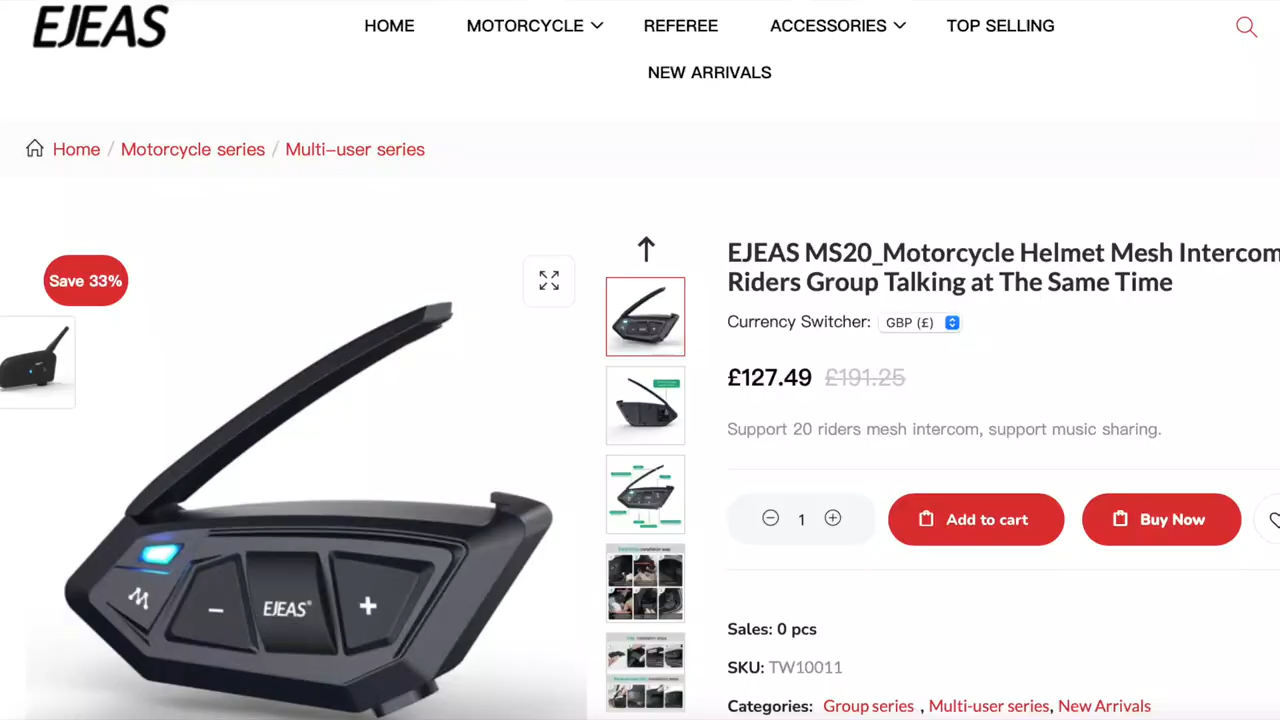 EJEAS
HOME
MOTORCYCLE
REFEREE
ACCESSORIES
TOP SELLING
NEW ARRIVALS
Home / Motorcycle series / Multi-user series
Save 33%
EJEAS MS20_Motorcycle Helmet Mesh Intercom
Riders Group Talking at The Same Time
Currency Switcher: GBP (£)
£127.49 £191.25
Support 20 riders mesh intercom, support music sharing.
1
Add to cart
Buy Now
M
−
EJEAS®
+
Sales: 0 pcs
SKU: TW10011
Categories: Group series , Multi-user series, New Arrivals